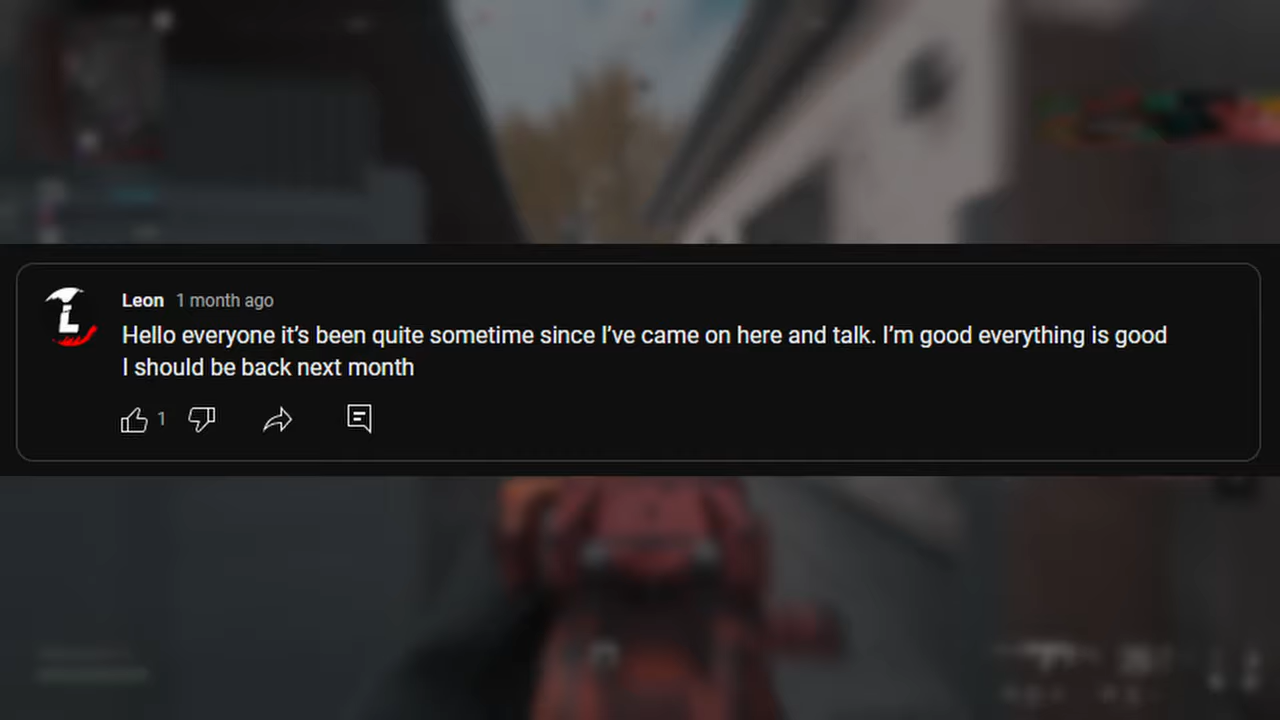 Leon 1 month ago
Hello everyone it's been quite sometime since I've came on here and talk. I'm good everything is good
I should be back next month
1